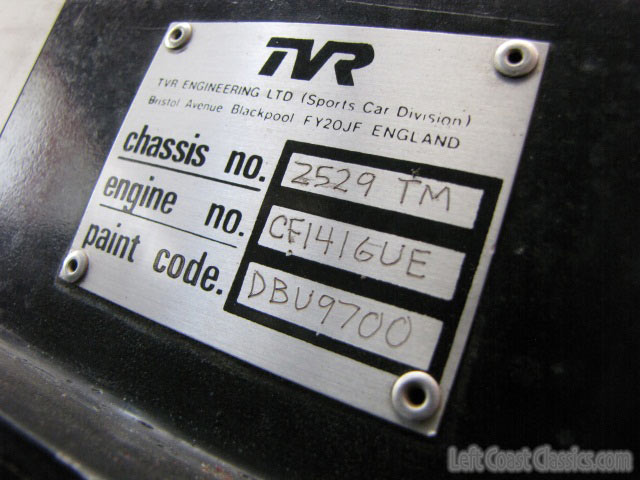 TVR
TVR ENGINEERING LTD (Sports Car Division)
Bristol Avenue Blackpool FY20JF ENGLAND
chassis no. 2529 TM
engine no. CF1416UE
paint code. DBU9700
Left Coast Classics.com